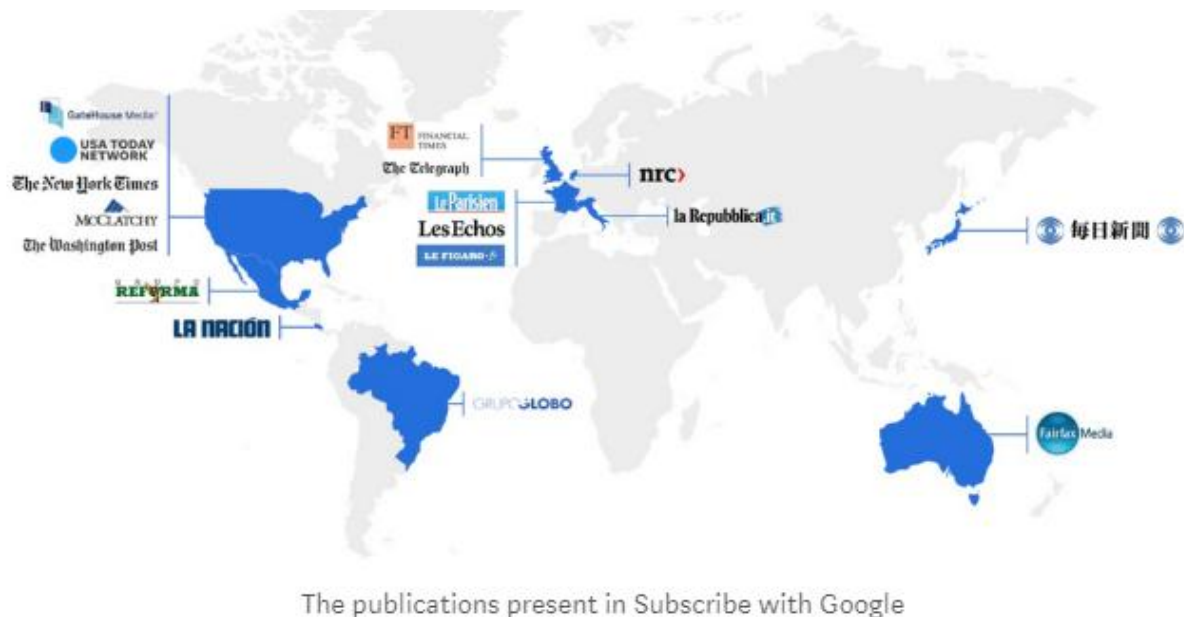 GateHouse Media
USA TODAY
NETWORK
The New York Times
McCLATCHY
The Washington Post
GRUPO
REFORMA
LA NACIÓN
GRUPO GLOBO
FT FINANCIAL
TIMES
The Telegraph
Le Parisien
Les Echos
LE FIGARO·fr
nrc>
la Repubblica.it
毎日新聞
Fairfax Media
The publications present in Subscribe with Google